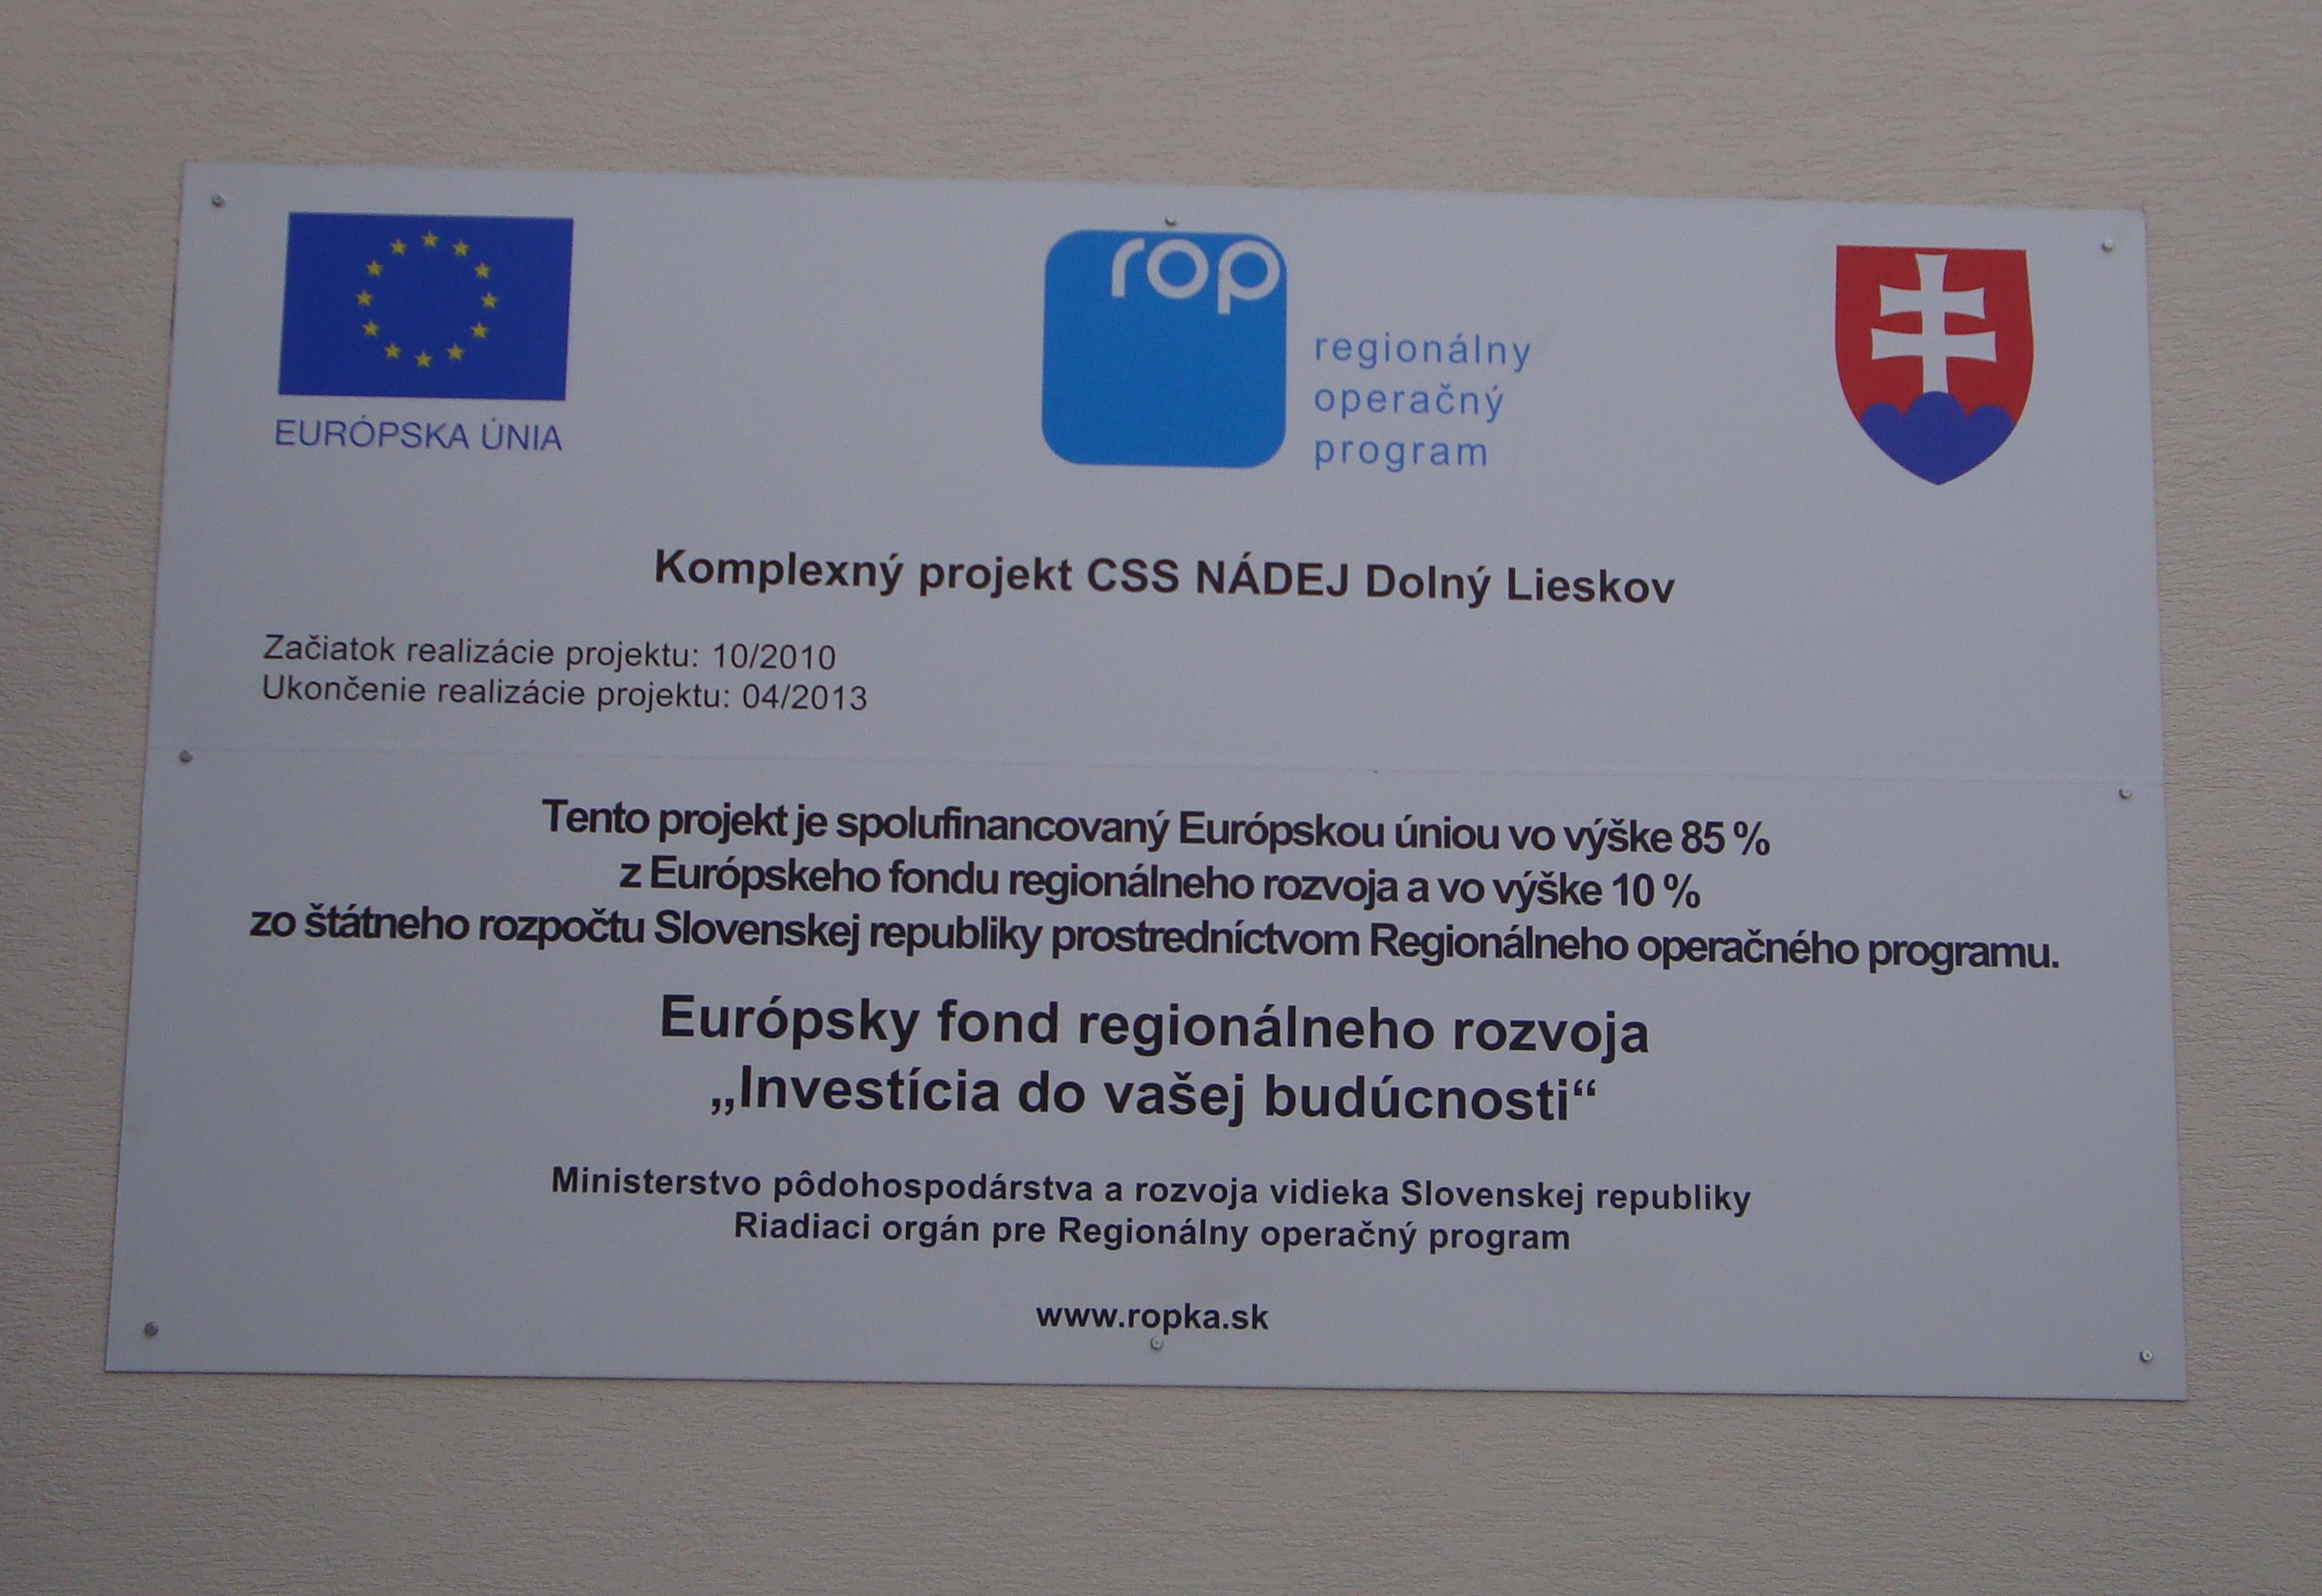 rop
EURÓPSKA ÚNIA
regionálny
operačný
program
Komplexný projekt CSS NÁDEJ Dolný Lieskov
Začiatok realizácie projektu: 10/2010
Ukončenie realizácie projektu: 04/2013
Tento projekt je spolufinancovaný Európskou úniou vo výške 85 %
z Európskeho fondu regionálneho rozvoja a vo výške 10 %
zo štátneho rozpočtu Slovenskej republiky prostredníctvom Regionálneho operačného programu.
Európsky fond regionálneho rozvoja
„Investícia do vašej budúcnosti“
Ministerstvo pôdohospodárstva a rozvoja vidieka Slovenskej republiky
Riadiaci orgán pre Regionálny operačný program
www.ropka.sk